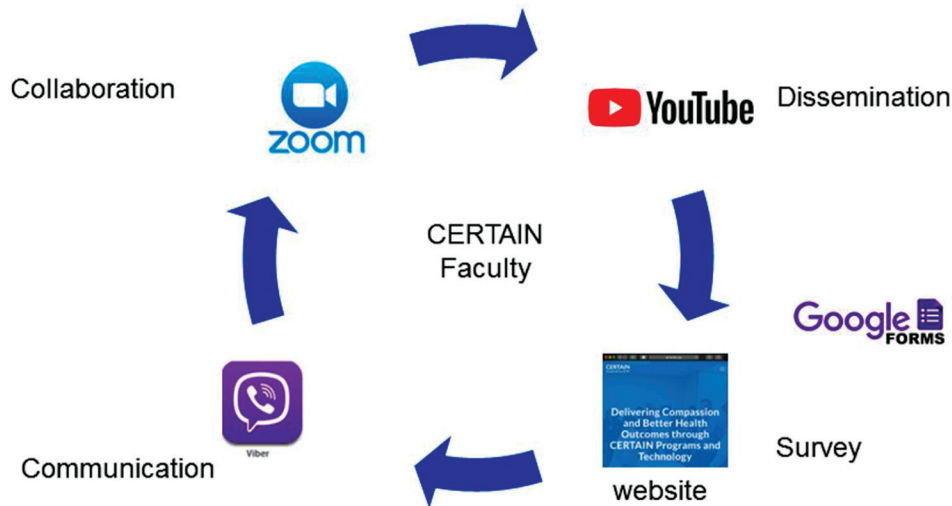 Collaboration
zoom
YouTube
Dissemination
CERTAIN
Faculty
Google
FORMS
CERTAIN
Delivering Compassion
and Better Health
Outcomes through
CERTAIN Programs and
Technology
Viber
Survey
Communication
website